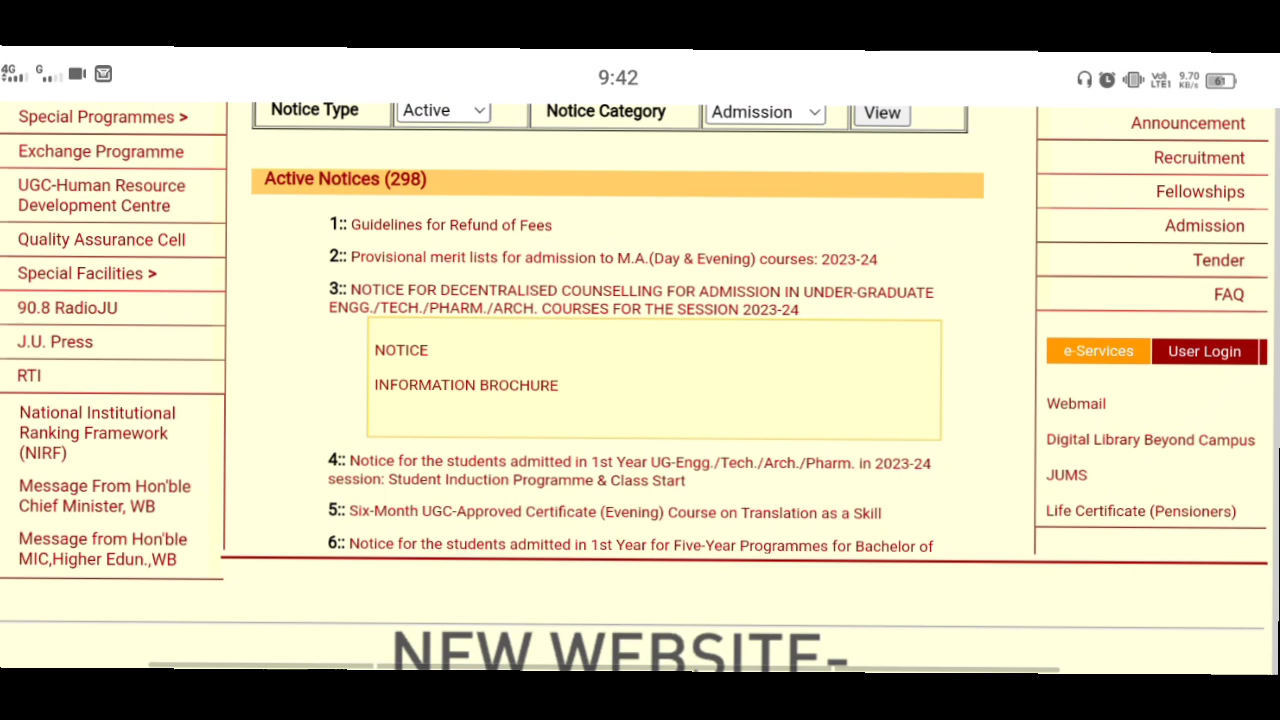 4G G 9:42 Vo) LTE1 9.70 KB/s 61
Special Programmes >
Exchange Programme
UGC-Human Resource
Development Centre
Quality Assurance Cell
Special Facilities >
90.8 RadioJU
J.U. Press
RTI
National Institutional
Ranking Framework
(NIRF)
Message From Hon'ble
Chief Minister, WB
Message from Hon'ble
MIC,Higher Edun.,WB
Notice Type Active Notice Category Admission View
Active Notices (298)
1:: Guidelines for Refund of Fees
2:: Provisional merit lists for admission to M.A.(Day & Evening) courses: 2023-24
3:: NOTICE FOR DECENTRALISED COUNSELLING FOR ADMISSION IN UNDER-GRADUATE
ENGG./TECH./PHARM./ARCH. COURSES FOR THE SESSION 2023-24
NOTICE
INFORMATION BROCHURE
4:: Notice for the students admitted in 1st Year UG-Engg./Tech./Arch./Pharm. in 2023-24
session: Student Induction Programme & Class Start
5:: Six-Month UGC-Approved Certificate (Evening) Course on Translation as a Skill
6:: Notice for the students admitted in 1st Year for Five-Year Programmes for Bachelor of
Announcement
Recruitment
Fellowships
Admission
Tender
FAQ
e-Services User Login
Webmail
Digital Library Beyond Campus
JUMS
Life Certificate (Pensioners)
NEW WEBSITE-